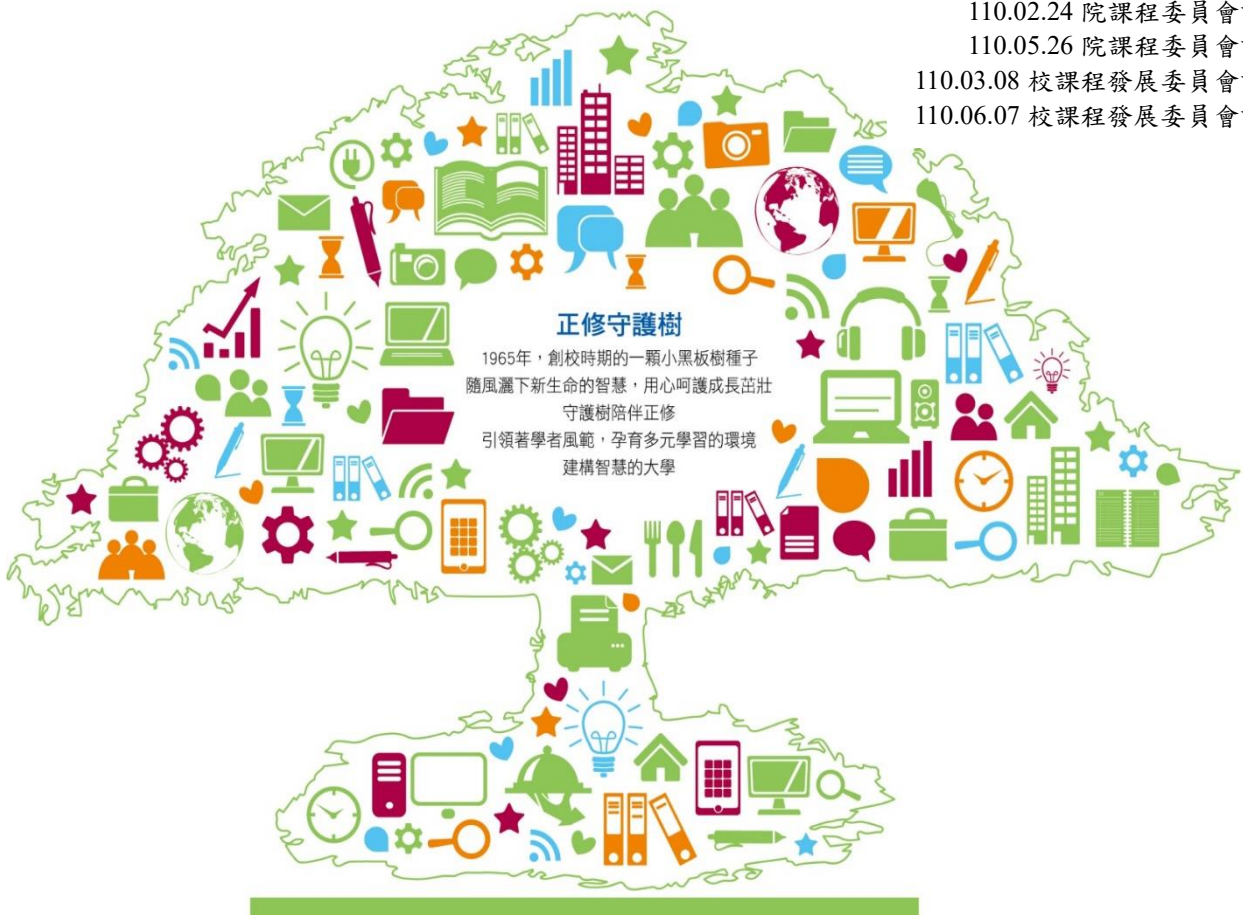 110.02.24 院課程委員會
110.05.26 院課程委員會
110.03.08 校課程發展委員會
110.06.07 校課程發展委員會
正修守護樹
1965年，創校時期的一顆小黑板樹種子
隨風灑下新生命的智慧，用心呵護成長茁壯
守護樹陪伴正修
引領著學者風範，孕育多元學習的環境
建構智慧的大學